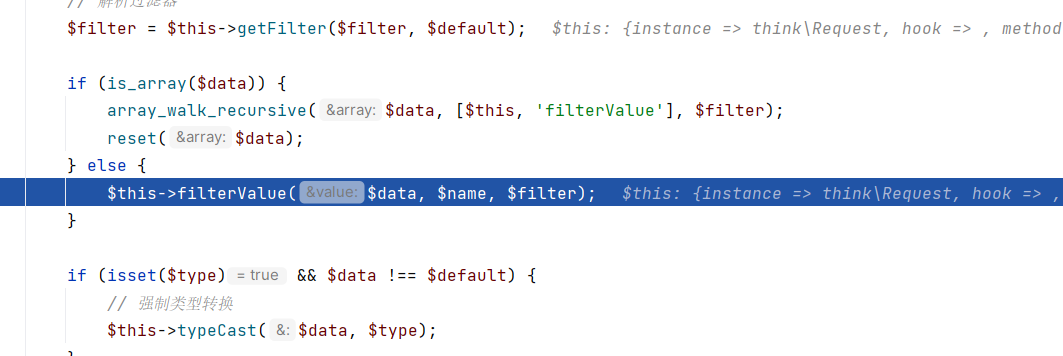 // 解析过滤器
$filter = $this->getFilter($filter, $default);   $this: {instance => think\Request, hook => , method
if (is_array($data)) {
array_walk_recursive( &array: $data, [$this, 'filterValue'], $filter);
reset( &array: $data);
} else {
$this->filterValue( &value: $data, $name, $filter);   $this: {instance => think\Request, hook => ,
}
if (isset($type) = true && $data !== $default) {
// 强制类型转换
$this->typeCast( &: $data, $type);
}